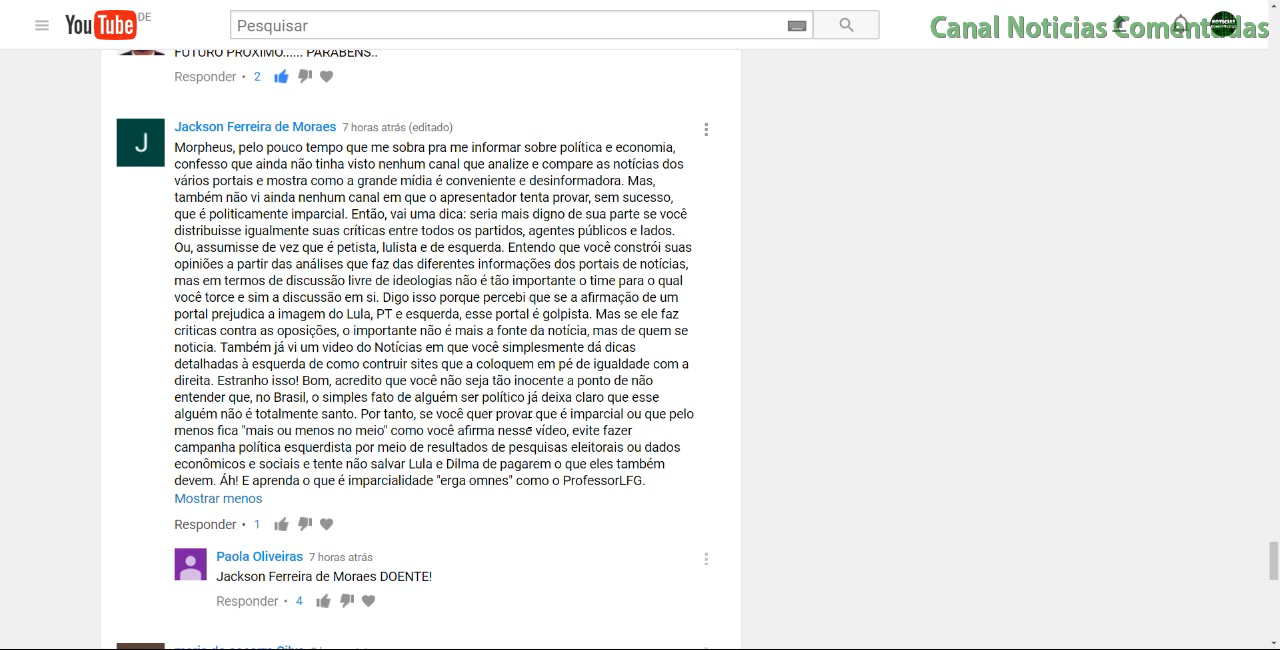 YouTube DE
Pesquisar
Canal Noticias Comentadas
FUTURO PROXIMO...... PARABENS..
Responder • 2
J
Jackson Ferreira de Moraes 7 horas atrás (editado)
Morpheus, pelo pouco tempo que me sobra pra me informar sobre política e economia,
confesso que ainda não tinha visto nenhum canal que analize e compare as notícias dos
vários portais e mostra como a grande mídia é conveniente e desinformadora. Mas,
também não vi ainda nenhum canal em que o apresentador tenta provar, sem sucesso,
que é politicamente imparcial. Então, vai uma dica: seria mais digno de sua parte se você
distribuisse igualmente suas críticas entre todos os partidos, agentes públicos e lados.
Ou, assumisse de vez que é petista, lulista e de esquerda. Entendo que você constrói suas
opiniões a partir das análises que faz das diferentes informações dos portais de notícias,
mas em termos de discussão livre de ideologias não é tão importante o time para o qual
você torce e sim a discussão em si. Digo isso porque percebi que se a afirmação de um
portal prejudica a imagem do Lula, PT e esquerda, esse portal é golpista. Mas se ele faz
criticas contra as oposições, o importante não é mais a fonte da notícia, mas de quem se
noticia. Também já vi um video do Notícias em que você simplesmente dá dicas
detalhadas à esquerda de como contruir sites que a coloquem em pé de igualdade com a
direita. Estranho isso! Bom, acredito que você não seja tão inocente a ponto de não
entender que, no Brasil, o simples fato de alguém ser político já deixa claro que esse
alguém não é totalmente santo. Por tanto, se você quer provar que é imparcial ou que pelo
menos fica "mais ou menos no meio" como você afirma nesse vídeo, evite fazer
campanha política esquerdista por meio de resultados de pesquisas eleitorais ou dados
econômicos e sociais e tente não salvar Lula e Dilma de pagarem o que eles também
devem. Áh! E aprenda o que é imparcialidade "erga omnes" como o ProfessorLFG.
Mostrar menos
Responder • 1
Paola Oliveiras 7 horas atrás
Jackson Ferreira de Moraes DOENTE!
Responder • 4